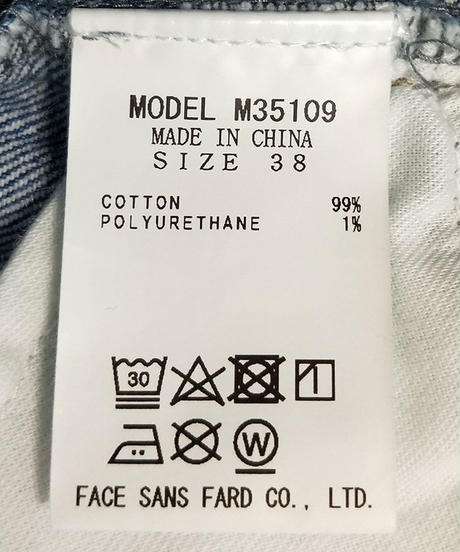 MODEL M35109
MADE IN CHINA
SIZE 38
COTTON 99%
POLYURETHANE 1%
30
W
FACE SANS FARD CO., LTD.